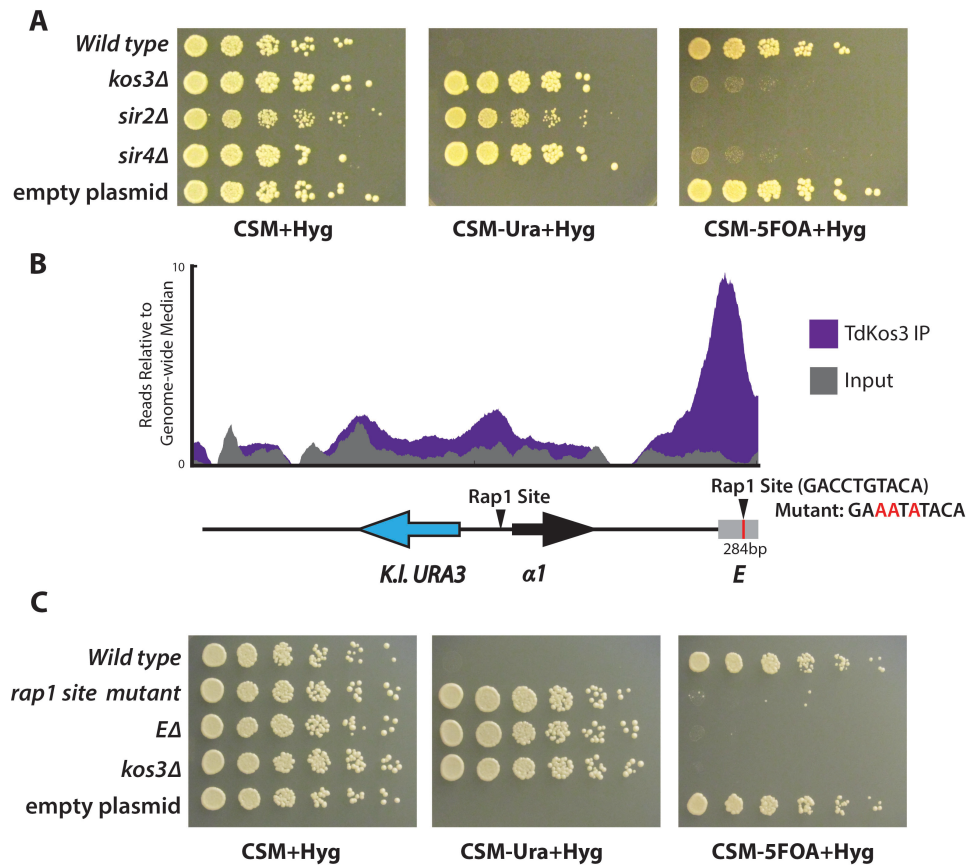 A
Wild type
kos3Δ
sir2Δ
sir4Δ
empty plasmid
CSM+Hyg
CSM-Ura+Hyg
CSM-5FOA+Hyg
B
10
Reads Relative to
Genome-wide Median
0
TdKos3 IP
Input
Rap1 Site
Rap1 Site (GACCTGTACA)
Mutant: GAAATATACA
284bp
K.l. URA3
α1
E
C
Wild type
rap1 site mutant
EΔ
kos3Δ
empty plasmid
CSM+Hyg
CSM-Ura+Hyg
CSM-5FOA+Hyg